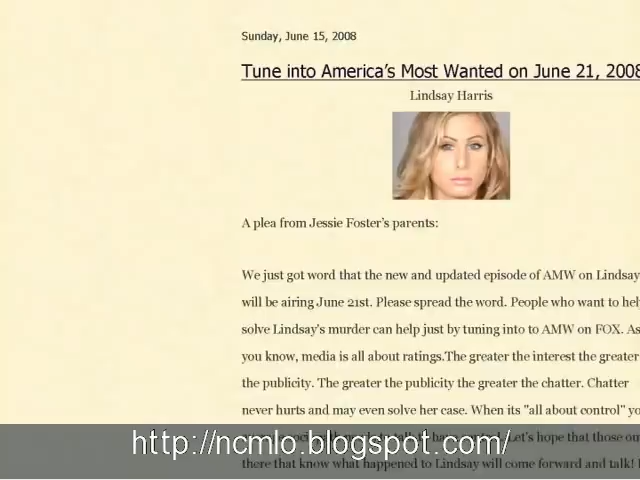 Sunday, June 15, 2008
Tune into America's Most Wanted on June 21, 2008
Lindsay Harris
A plea from Jessie Foster's parents:
We just got word that the new and updated episode of AMW on Lindsay
will be airing June 21st. Please spread the word. People who want to
solve Lindsay's murder can help just by tuning into to AMW on FOX. As
you know, media is all about ratings.The greater the interest the greater
the publicity. The greater the publicity the greater the chatter. Chatter
never hurts and may even solve her case. When its "all about control"
Let's hope that those
http://ncmlo.blogspot.com/
there that know what happened to Lindsay will come forward and talk!